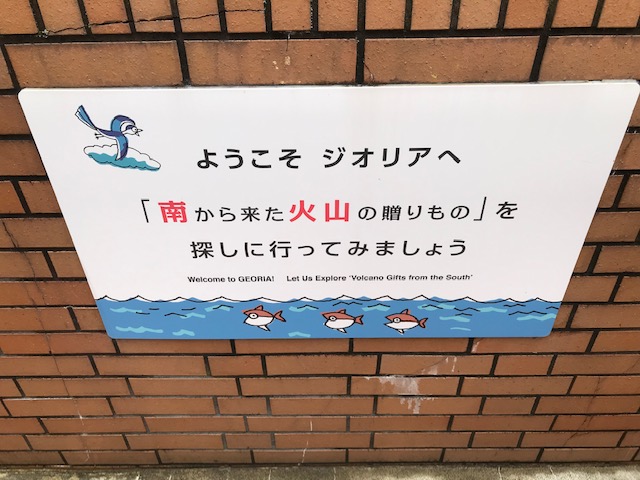 ようこそ ジオリアへ
「南から来た火山の贈りもの」を
探しに行ってみましょう
Welcome to GEORIA! Let Us Explore 'Volcano Gifts from the South'